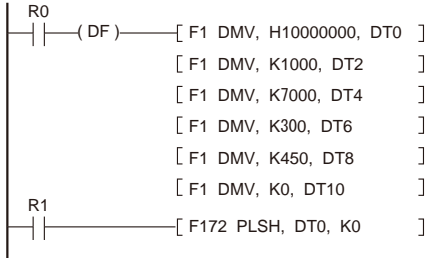 R0
( DF ) [ F1 DMV, H10000000, DT0 ]
[ F1 DMV, K1000, DT2 ]
[ F1 DMV, K7000, DT4 ]
[ F1 DMV, K300, DT6 ]
[ F1 DMV, K450, DT8 ]
[ F1 DMV, K0, DT10 ]
R1
[ F172 PLSH, DT0, K0 ]